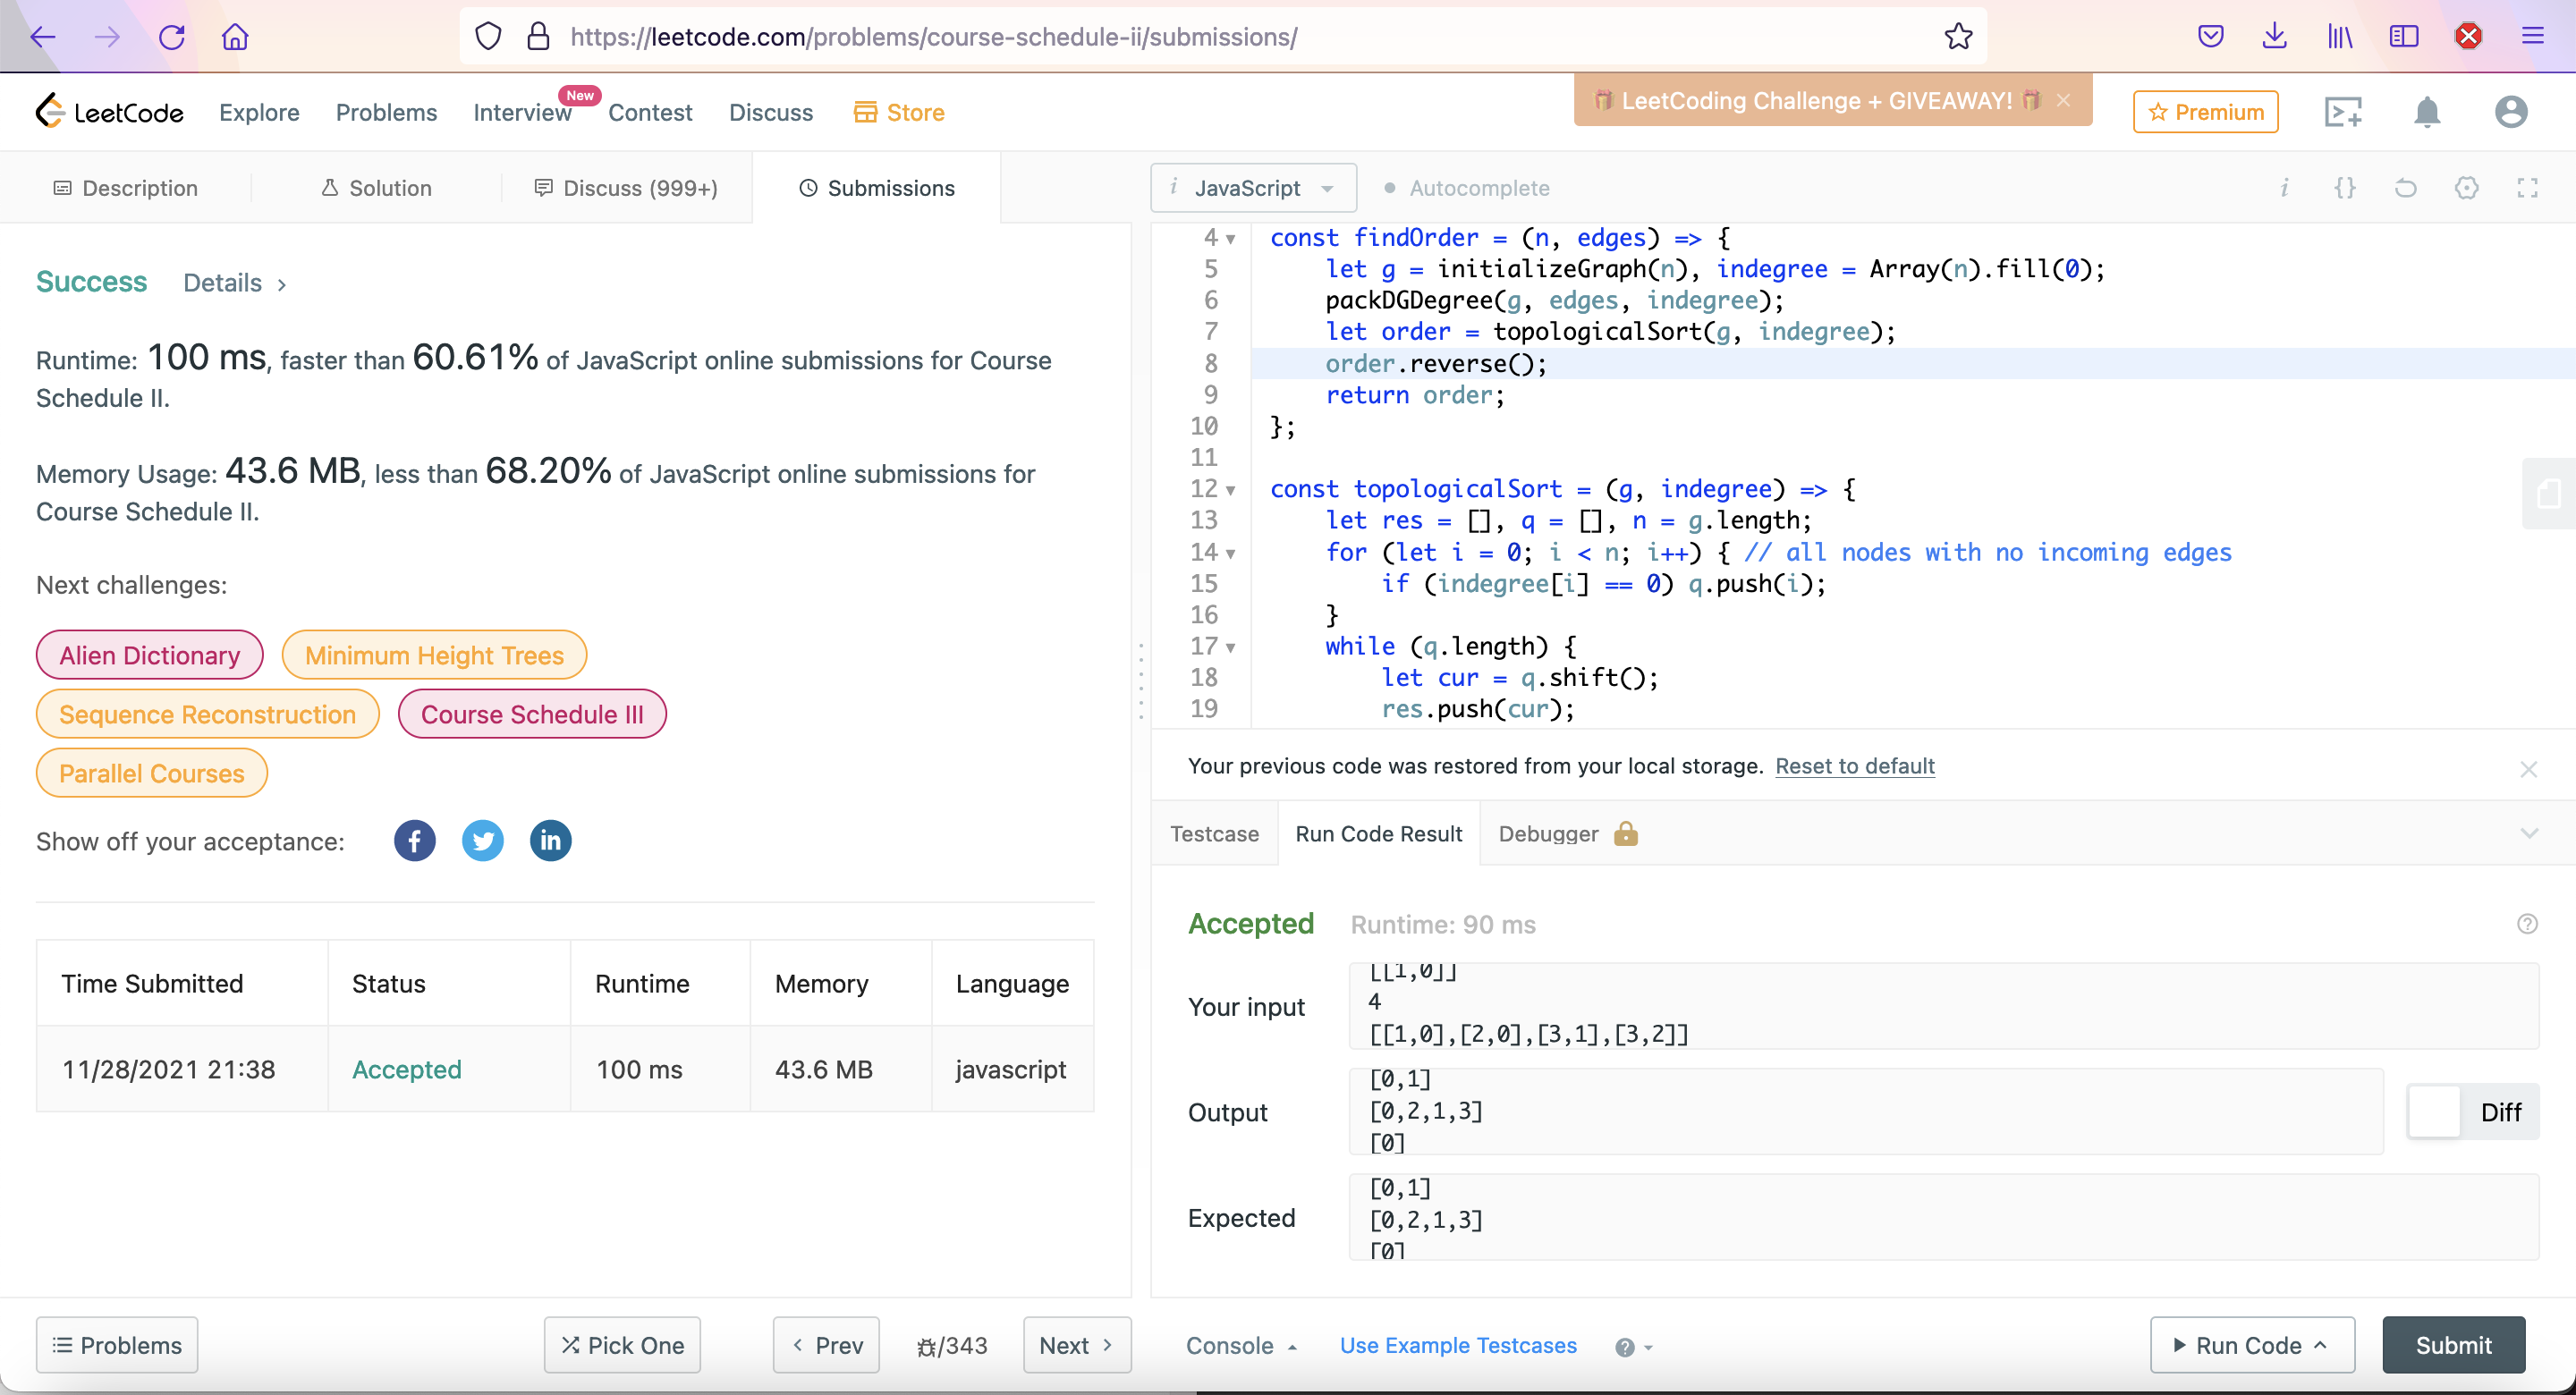 https://leetcode.com/problems/course-schedule-ii/submissions/
LeetCode Explore Problems Interview New Contest Discuss Store
🎁 LeetCoding Challenge + GIVEAWAY! 🎁 ×
Premium
Description Solution Discuss (999+) Submissions
Success Details >
Runtime: 100 ms, faster than 60.61% of JavaScript online submissions for Course
Schedule II.
Memory Usage: 43.6 MB, less than 68.20% of JavaScript online submissions for
Course Schedule II.
Next challenges:
Alien Dictionary Minimum Height Trees
Sequence Reconstruction Course Schedule III
Parallel Courses
Show off your acceptance:
Time Submitted Status Runtime Memory Language
11/28/2021 21:38 Accepted 100 ms 43.6 MB javascript
i JavaScript Autocomplete
4 const findOrder = (n, edges) => {
5 let g = initializeGraph(n), indegree = Array(n).fill(0);
6 packDGDegree(g, edges, indegree);
7 let order = topologicalSort(g, indegree);
8 order.reverse();
9 return order;
10 };
11
12 const topologicalSort = (g, indegree) => {
13 let res = [], q = [], n = g.length;
14 for (let i = 0; i < n; i++) { // all nodes with no incoming edges
15 if (indegree[i] == 0) q.push(i);
16 }
17 while (q.length) {
18 let cur = q.shift();
19 res.push(cur);
Your previous code was restored from your local storage. Reset to default
Testcase Run Code Result Debugger
Accepted Runtime: 90 ms
Your input
[[1,0]]
4
[[1,0],[2,0],[3,1],[3,2]]
Output
[0,1]
[0,2,1,3]
[0]
Diff
Expected
[0,1]
[0,2,1,3]
[0]
Problems Pick One Prev /343 Next
Console Use Example Testcases Run Code Submit